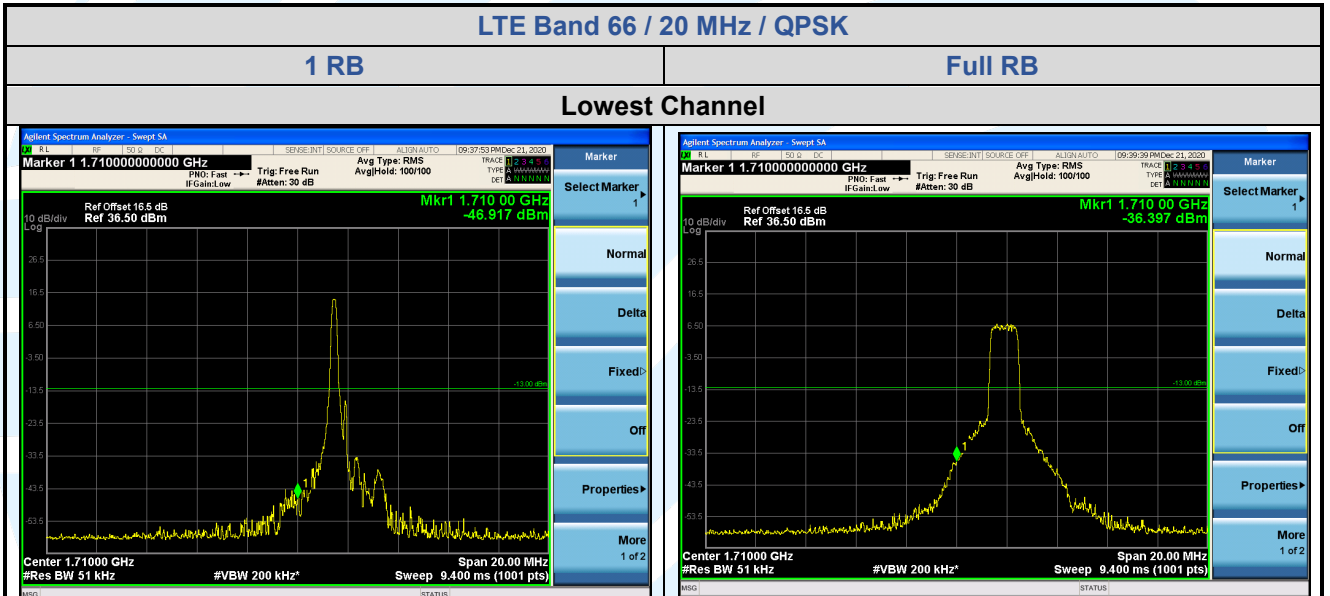 LTE Band 66 / 20 MHz / QPSK
1 RB
Full RB
Lowest Channel
Agilent Spectrum Analyzer - Swept SA
RL RF 50 Ω DC SENSE:INT SOURCE OFF ALIGN AUTO 09:37:53 PM Dec 21, 2020
Marker 1 1.710000000000 GHz
PNO: Fast
IFGain:Low
Trig: Free Run
#Atten: 30 dB
Avg Type: RMS
Avg|Hold: 100/100
TRACE 1 2 3 4 5 6
TYPE A
DET A N N N N N
Mkr1 1.710 00 GHz
-46.917 dBm
Ref Offset 16.5 dB
10 dB/div Ref 36.50 dBm
Log
26.5
16.5
6.50
-3.50
-13.5
-23.5
-33.5
-43.5
-53.5
-13.00 dBm
1
Center 1.71000 GHz Span 20.00 MHz
#Res BW 51 kHz #VBW 200 kHz* Sweep 9.400 ms (1001 pts)
MSG STATUS
Marker
Select Marker
1
Normal
Delta
Fixed
Off
Properties
More
1 of 2
Agilent Spectrum Analyzer - Swept SA
RL RF 50 Ω DC SENSE:INT SOURCE OFF ALIGN AUTO 09:39:39 PM Dec 21, 2020
Marker 1 1.710000000000 GHz
PNO: Fast
IFGain:Low
Trig: Free Run
#Atten: 30 dB
Avg Type: RMS
Avg|Hold: 100/100
TRACE 1 2 3 4 5 6
TYPE A
DET A N N N N N
Mkr1 1.710 00 GHz
-36.397 dBm
Ref Offset 16.5 dB
10 dB/div Ref 36.50 dBm
Log
26.5
16.5
6.50
-3.50
-13.5
-23.5
-33.5
-43.5
-53.5
-13.00 dBm
1
Center 1.71000 GHz Span 20.00 MHz
#Res BW 51 kHz #VBW 200 kHz* Sweep 9.400 ms (1001 pts)
MSG STATUS
Marker
Select Marker
1
Normal
Delta
Fixed
Off
Properties
More
1 of 2